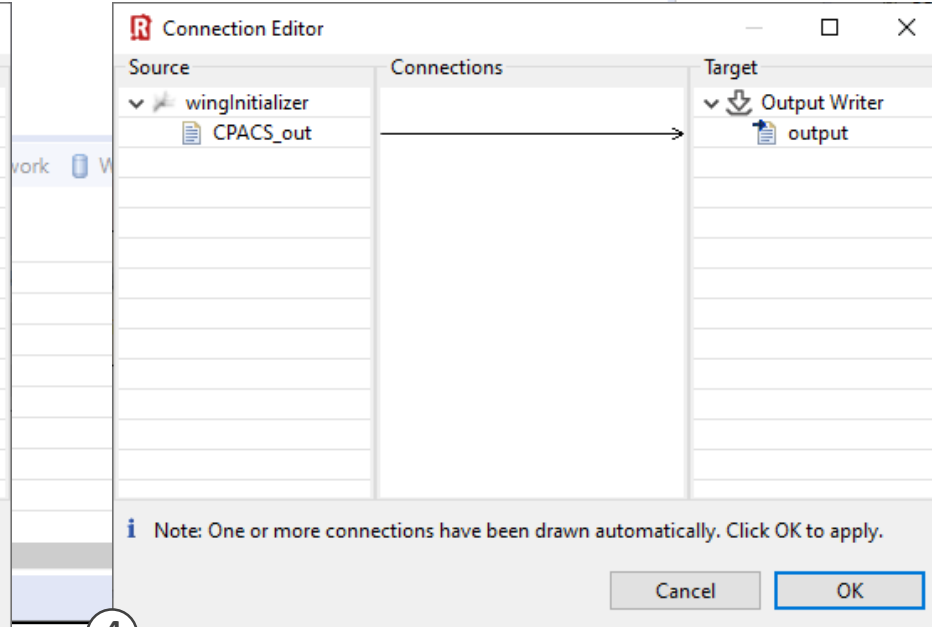 Connection Editor
Source Connections Target
wingInitializer Output Writer
CPACS_out output
work
Note: One or more connections have been drawn automatically. Click OK to apply.
Cancel OK